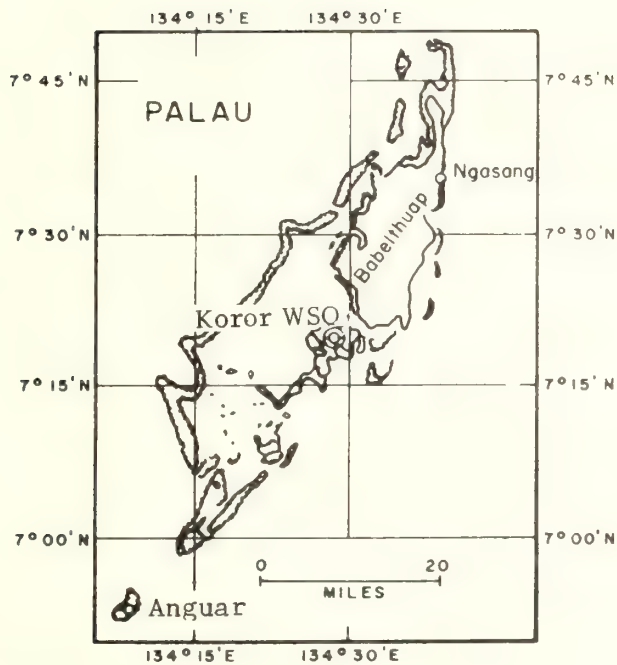 134° 15' E 134° 30' E
7° 45' N 7° 45' N
PALAU
Ngasang
7° 30' N 7° 30' N
Babelthuap
Koror WSO
7° 15' N 7° 15' N
7° 00' N 7° 00' N
0 20
MILES
Anguar
134° 15' E 134° 30' E